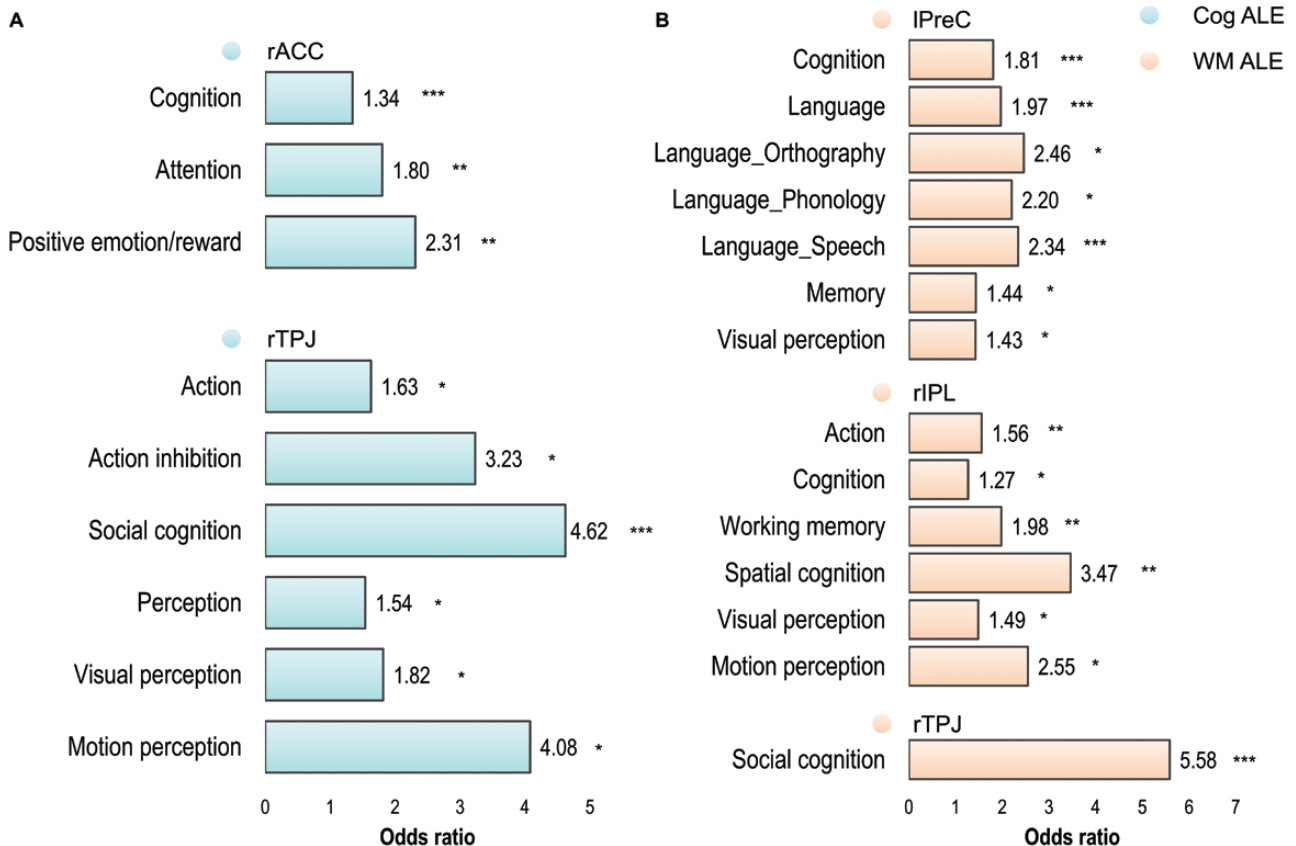 A
rACC
Cognition 1.34 ***
Attention 1.80 **
Positive emotion/reward 2.31 **
rTPJ
Action 1.63 *
Action inhibition 3.23 *
Social cognition 4.62 ***
Perception 1.54 *
Visual perception 1.82 *
Motion perception 4.08 *
0 1 2 3 4 5
Odds ratio
B
lPreC
Cog ALE
WM ALE
Cognition 1.81 ***
Language 1.97 ***
Language_Orthography 2.46 *
Language_Phonology 2.20 *
Language_Speech 2.34 ***
Memory 1.44 *
Visual perception 1.43 *
rIPL
Action 1.56 **
Cognition 1.27 *
Working memory 1.98 **
Spatial cognition 3.47 **
Visual perception 1.49 *
Motion perception 2.55 *
rTPJ
Social cognition 5.58 ***
0 1 2 3 4 5 6 7
Odds ratio